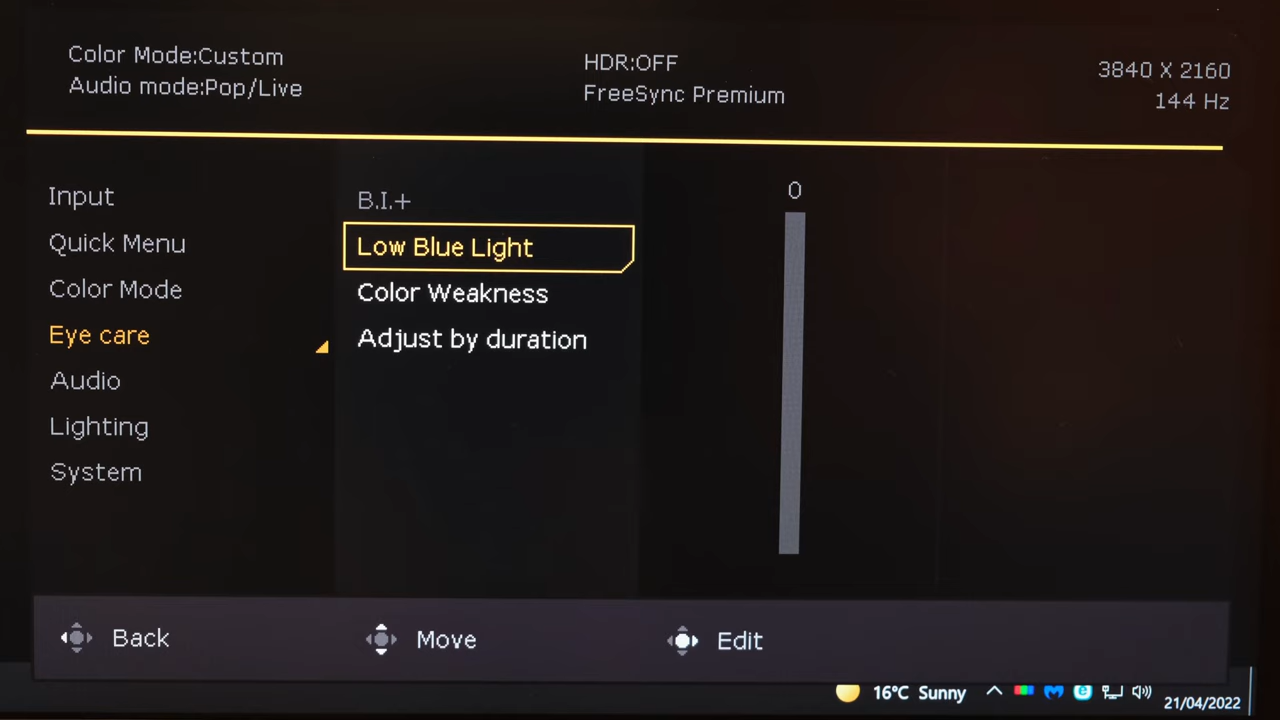 Color Mode:Custom
Audio mode:Pop/Live
HDR:OFF
FreeSync Premium
3840 X 2160
144 Hz
Input
Quick Menu
Color Mode
Eye care
Audio
Lighting
System
B.I.+
Low Blue Light
Color Weakness
Adjust by duration
0
Back
Move
Edit
16°C Sunny
21/04/2022